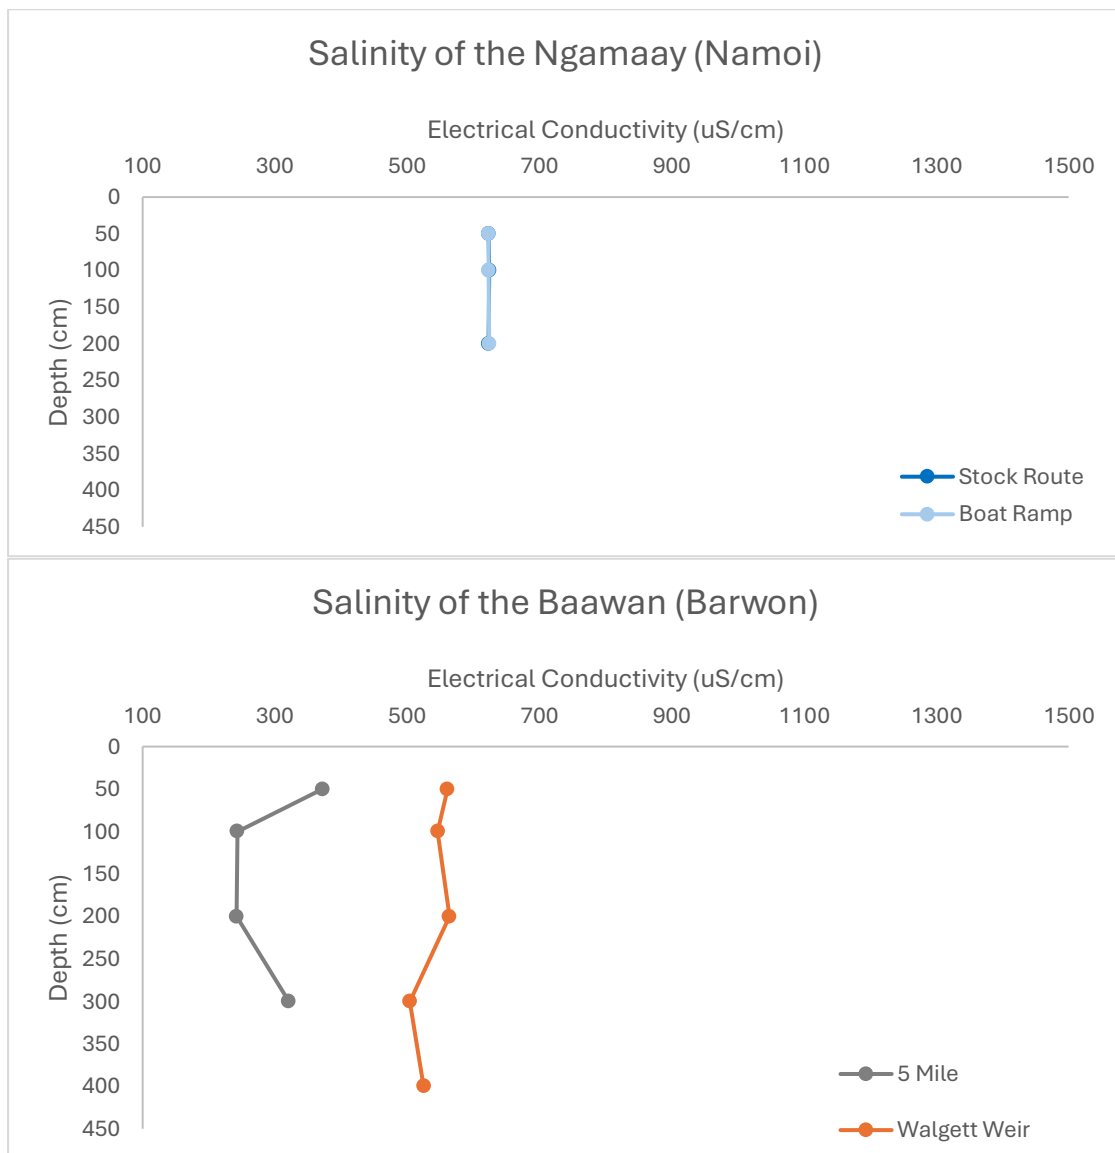 Salinity of the Ngamaay (Namoi)
Electrical Conductivity (uS/cm)
100 300 500 700 900 1100 1300 1500
0
50
100
150
200
250
300
350
400
450
Depth (cm)
Stock Route
Boat Ramp
Salinity of the Baawan (Barwon)
Electrical Conductivity (uS/cm)
100 300 500 700 900 1100 1300 1500
0
50
100
150
200
250
300
350
400
450
Depth (cm)
5 Mile
Walgett Weir